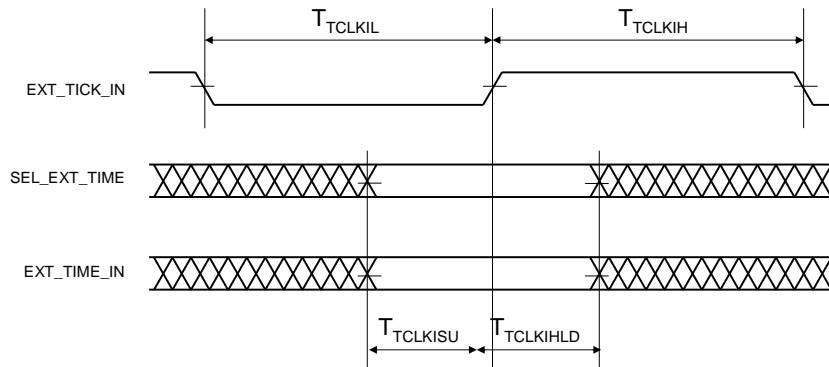 TTCLKIL TTCLKIH
EXT_TICK_IN
SEL_EXT_TIME
EXT_TIME_IN
TTCLKISU TTCLKIHLD